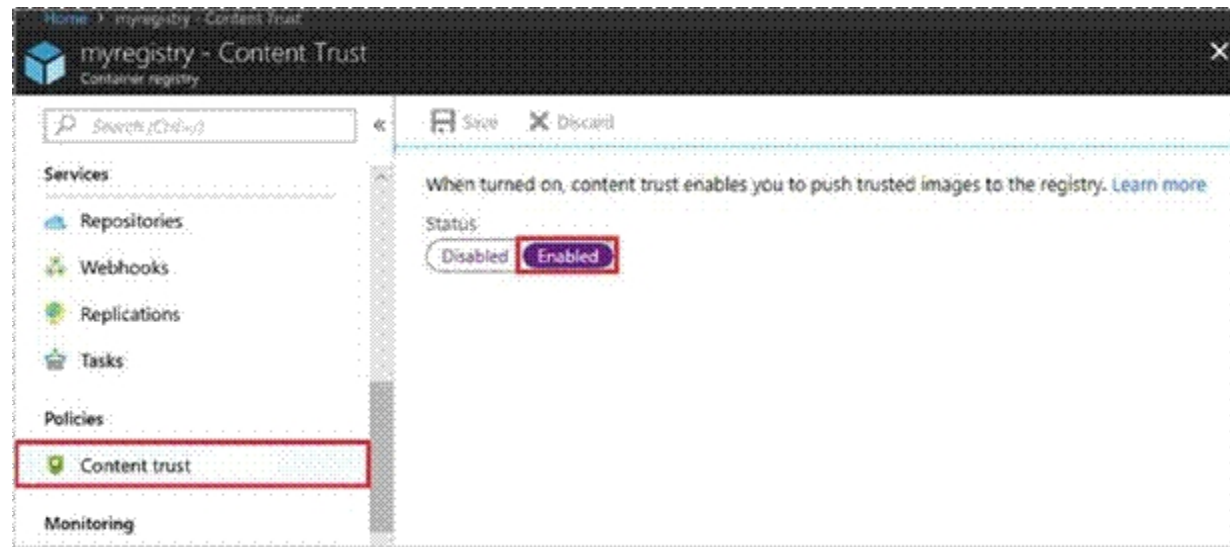 Home > myregistry - Content Trust
myregistry - Content Trust
Container registry
Search (Ctrl+/)
«
Save
Discard
Services
When turned on, content trust enables you to push trusted images to the registry. Learn more
Repositories
Status
Disabled
Enabled
Webhooks
Replications
Tasks
Policies
Content trust
Monitoring